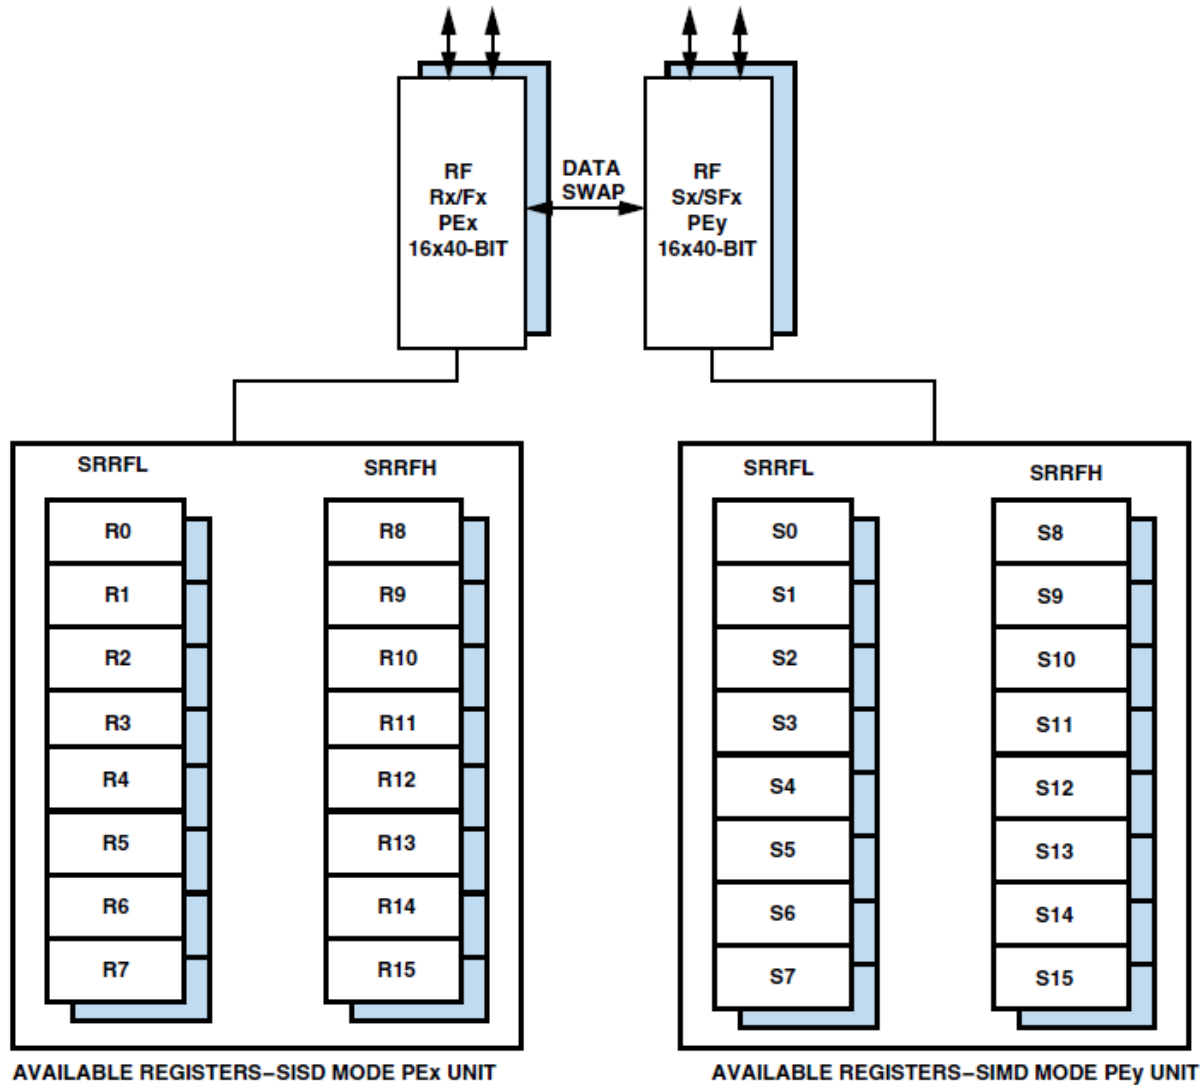 RF
Rx/Fx
PEx
16x40-BIT
DATA
SWAP
RF
Sx/SFx
PEy
16x40-BIT
SRRFL
SRRFH
R0
R8
R1
R9
R2
R10
R3
R11
R4
R12
R5
R13
R6
R14
R7
R15
AVAILABLE REGISTERS–SISD MODE PEx UNIT
SRRFL
SRRFH
S0
S8
S1
S9
S2
S10
S3
S11
S4
S12
S5
S13
S6
S14
S7
S15
AVAILABLE REGISTERS–SIMD MODE PEy UNIT